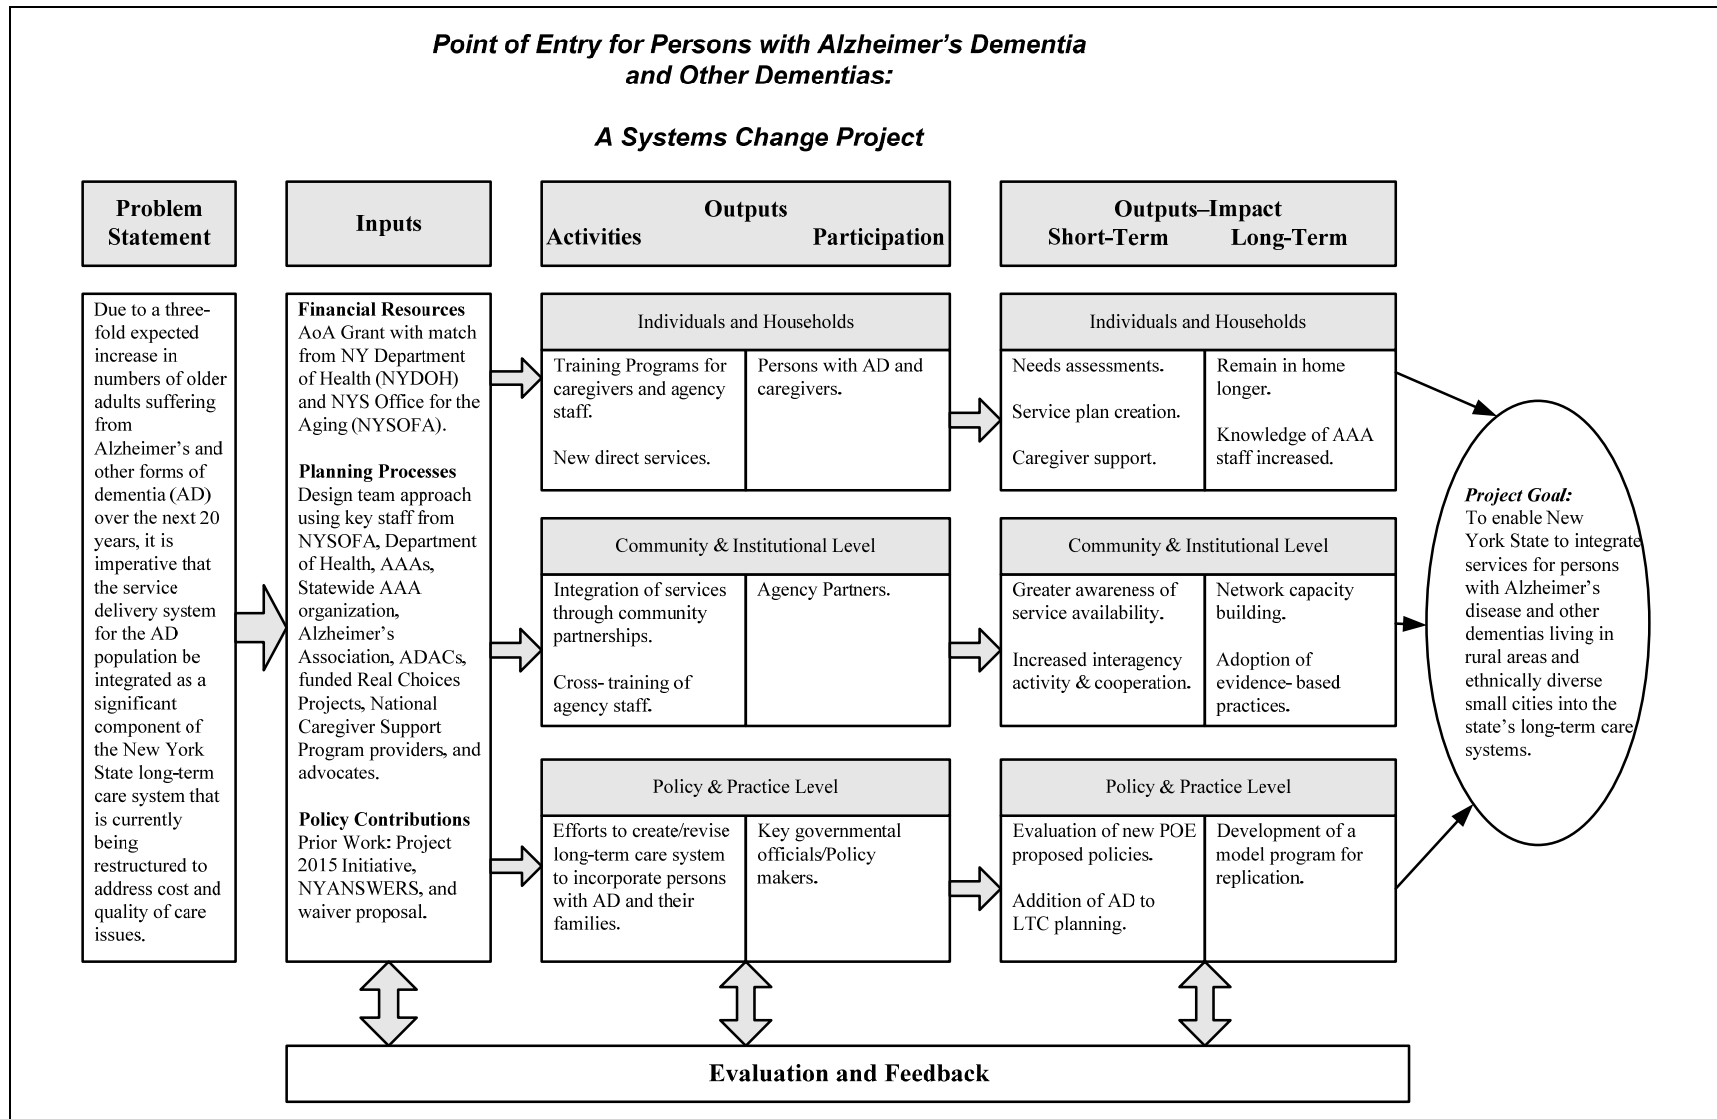 Point of Entry for Persons with Alzheimer’s Dementia
and Other Dementias:
A Systems Change Project
Problem
Statement
Inputs
Outputs
Activities
Participation
Outputs–Impact
Short-Term
Long-Term
Due to a three-
fold expected
increase in
numbers of older
adults suffering
from
Alzheimer’s and
other forms of
dementia (AD)
over the next 20
years, it is
imperative that
the service
delivery system
for the AD
population be
integrated as a
significant
component of
the New York
State long-term
care system that
is currently
being
restructured to
address cost and
quality of care
issues.
Financial Resources
AoA Grant with match
from NY Department
of Health (NYDOH)
and NYS Office for the
Aging (NYSOFA).
Planning Processes
Design team approach
using key staff from
NYSOFA, Department
of Health, AAAs,
Statewide AAA
organization,
Alzheimer’s
Association, ADACs,
funded Real Choices
Projects, National
Caregiver Support
Program providers, and
advocates.
Policy Contributions
Prior Work: Project
2015 Initiative,
NYANSWERS, and
waiver proposal.
Individuals and Households
Training Programs for
caregivers and agency
staff.
New direct services.
Persons with AD and
caregivers.
Individuals and Households
Needs assessments.
Service plan creation.
Caregiver support.
Remain in home
longer.
Knowledge of AAA
staff increased.
Community & Institutional Level
Integration of services
through community
partnerships.
Cross- training of
agency staff.
Agency Partners.
Community & Institutional Level
Greater awareness of
service availability.
Increased interagency
activity & cooperation.
Network capacity
building.
Adoption of
evidence- based
practices.
Policy & Practice Level
Efforts to create/revise
long-term care system
to incorporate persons
with AD and their
families.
Key governmental
officials/Policy
makers.
Policy & Practice Level
Evaluation of new POE
proposed policies.
Addition of AD to
LTC planning.
Development of a
model program for
replication.
Project Goal:
To enable New
York State to integrate
services for persons
with Alzheimer’s
disease and other
dementias living in
rural areas and
ethnically diverse
small cities into the
state’s long-term care
systems.
Evaluation and Feedback